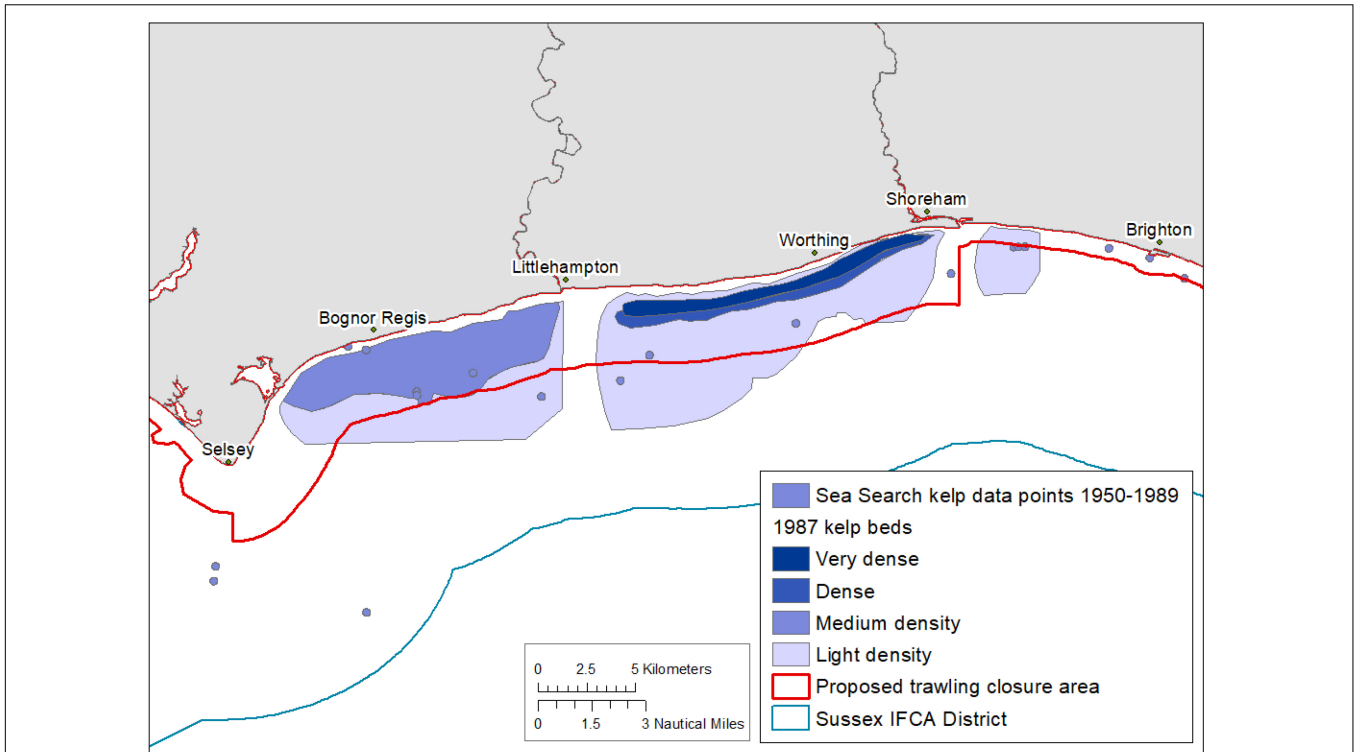 Shoreham
Brighton
Worthing
Littlehampton
Bognor Regis
Selsey
Sea Search kelp data points 1950-1989
1987 kelp beds
Very dense
Dense
Medium density
Light density
Proposed trawling closure area
Sussex IFCA District
0 2.5 5 Kilometers
0 1.5 3 Nautical Miles